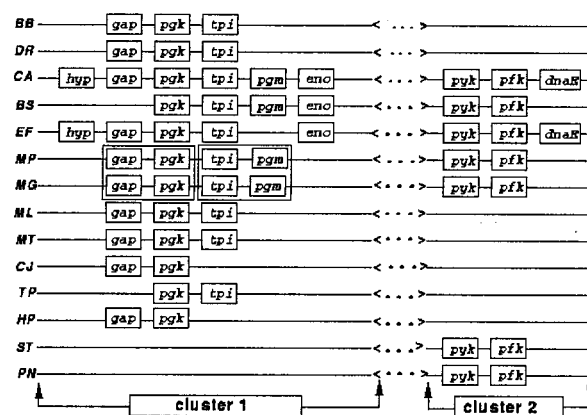 BB gap pgk tpi < ... >
DR gap pgk tpi < ... >
CA hyp gap pgk tpi pgm eno < ... > pyk pfk dnaE
BS pgk tpi pgm eno < ... > pyk pfk
EF hyp gap pgk tpi eno < ... > pyk pfk dnaE
MP gap pgk tpi pgm < ... > pyk pfk
MG gap pgk tpi pgm < ... > pyk pfk
ML gap pgk tpi < ... >
MT gap pgk tpi < ... >
CJ gap pgk < ... >
TP pgk tpi < ... >
HP gap pgk < ... >
ST < ... > pyk pfk
PN < ... > pyk pfk
cluster 1 cluster 2